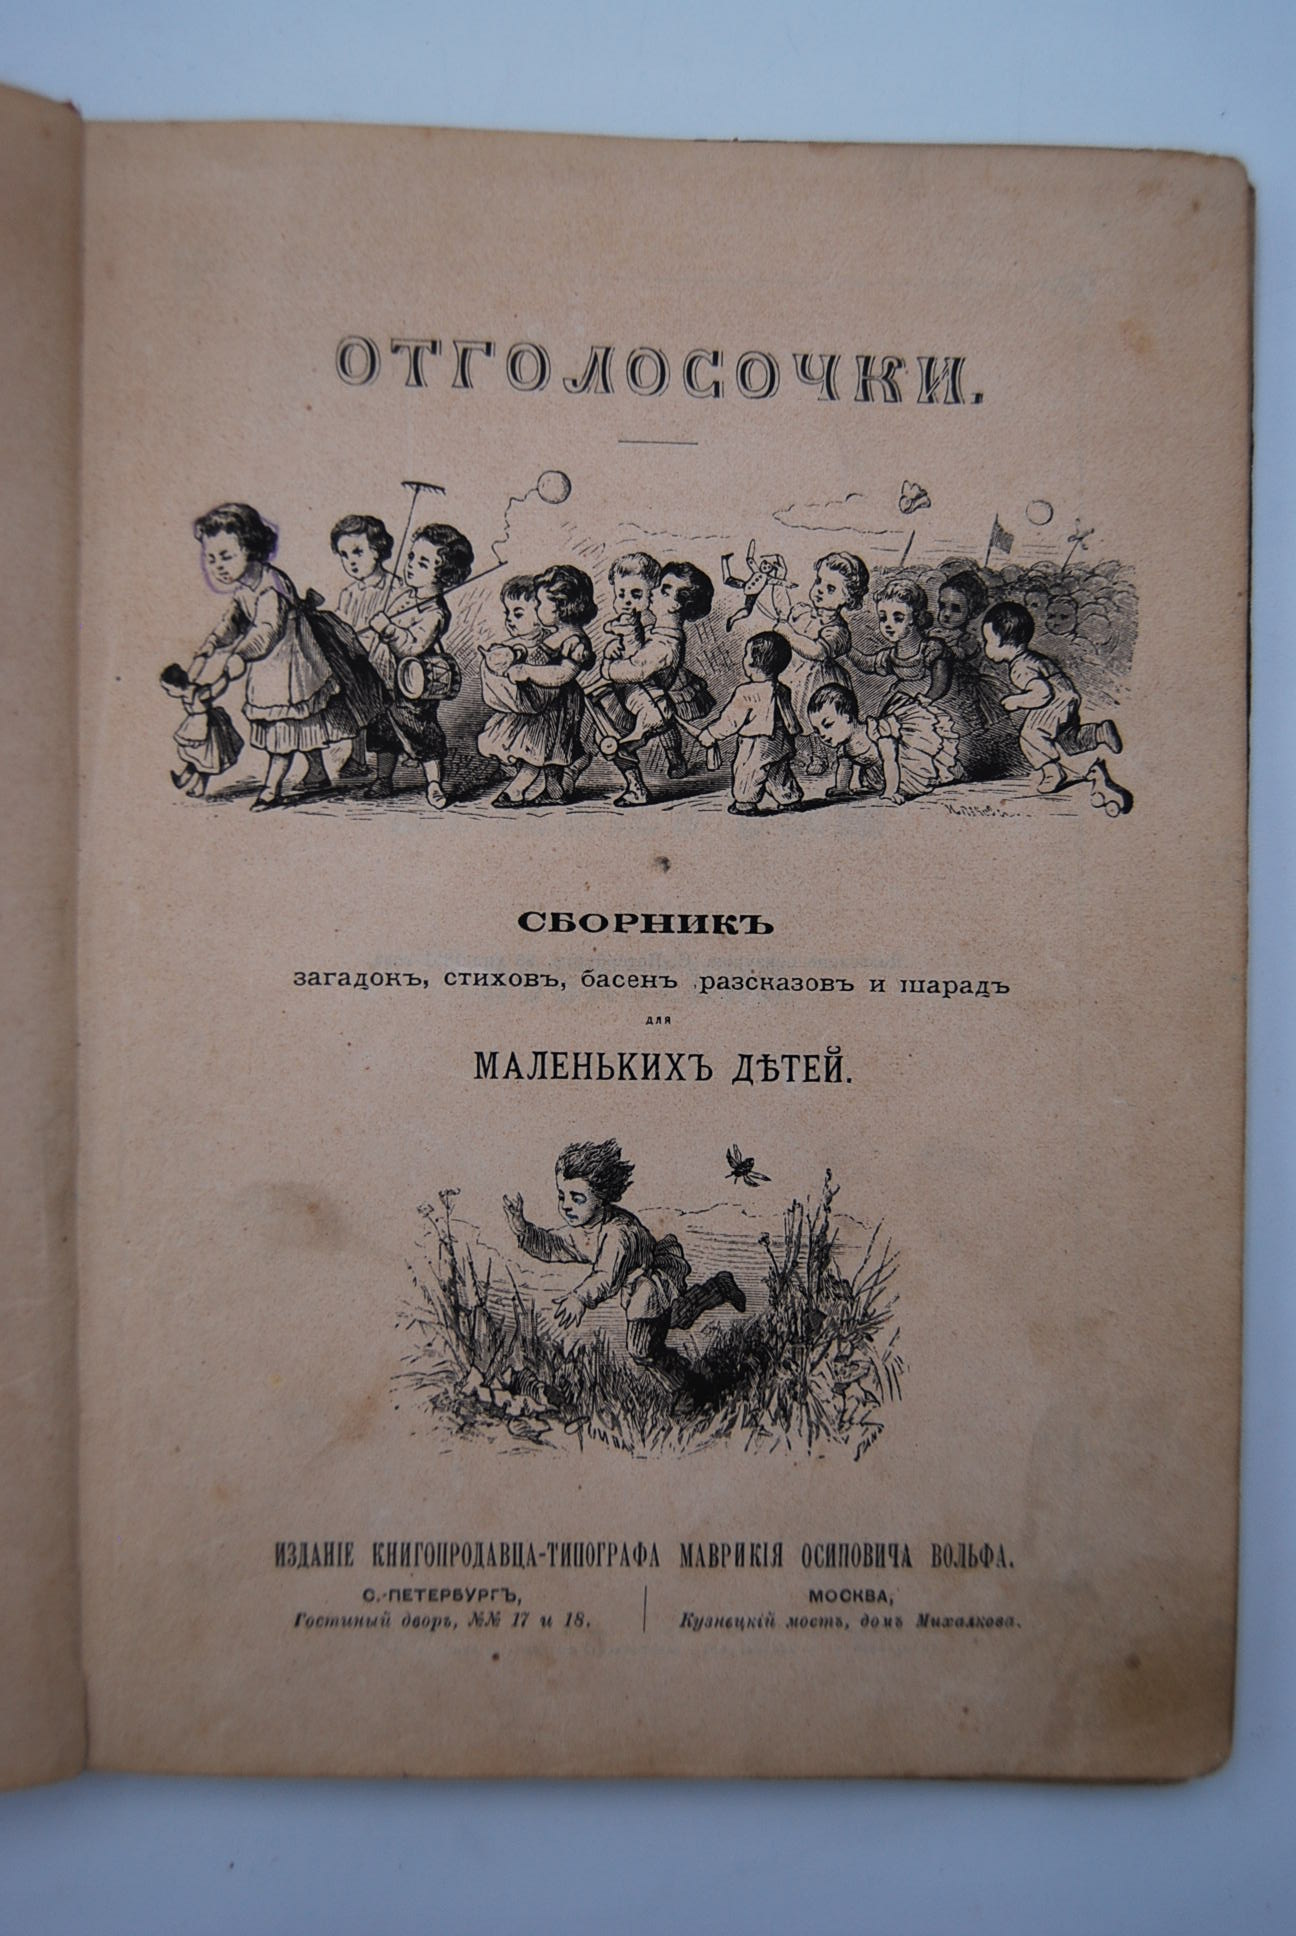 ОТГОЛОСОЧКИ.
СБОРНИКЪ
загадокъ, стиховъ, басенъ разсказовъ и шарадъ
для
МАЛЕНЬКИХЪ ДѢТЕЙ.
ИЗДАНІЕ КНИГОПРОДАВЦА-ТИПОГРАФА МАВРИКІЯ ОСИПОВИЧА ВОЛЬФА.
С.-ПЕТЕРБУРГЪ,
Гостиный дворъ, №№ 17 и 18.
МОСКВА,
Кузнецкій мостъ, домъ Михалкова.